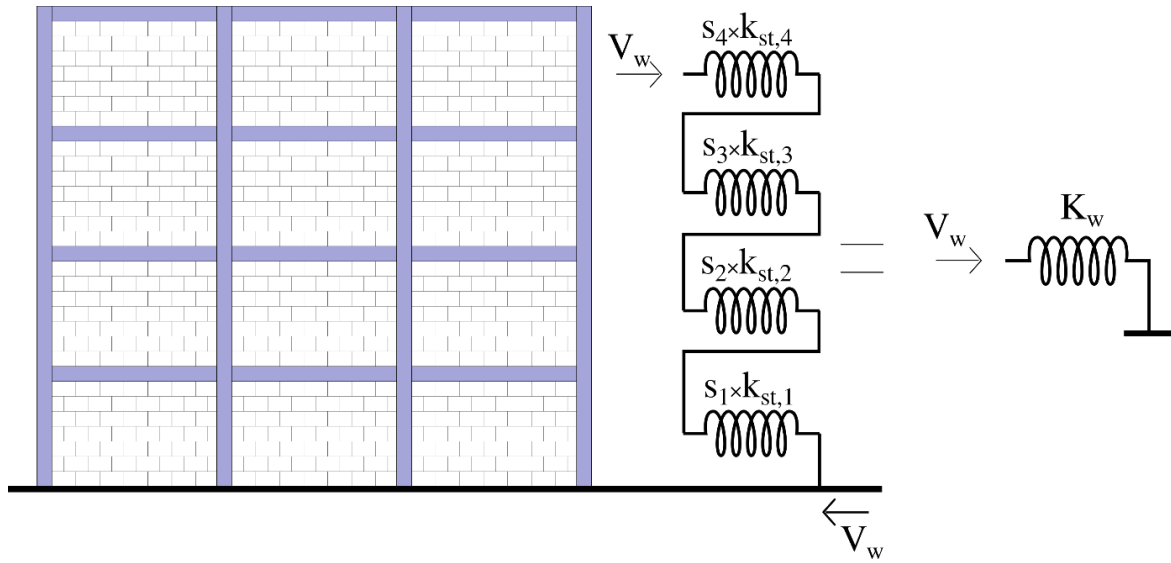 V_w
s_4×k_st,4
s_3×k_st,3
s_2×k_st,2
s_1×k_st,1
V_w
V_w
K_w